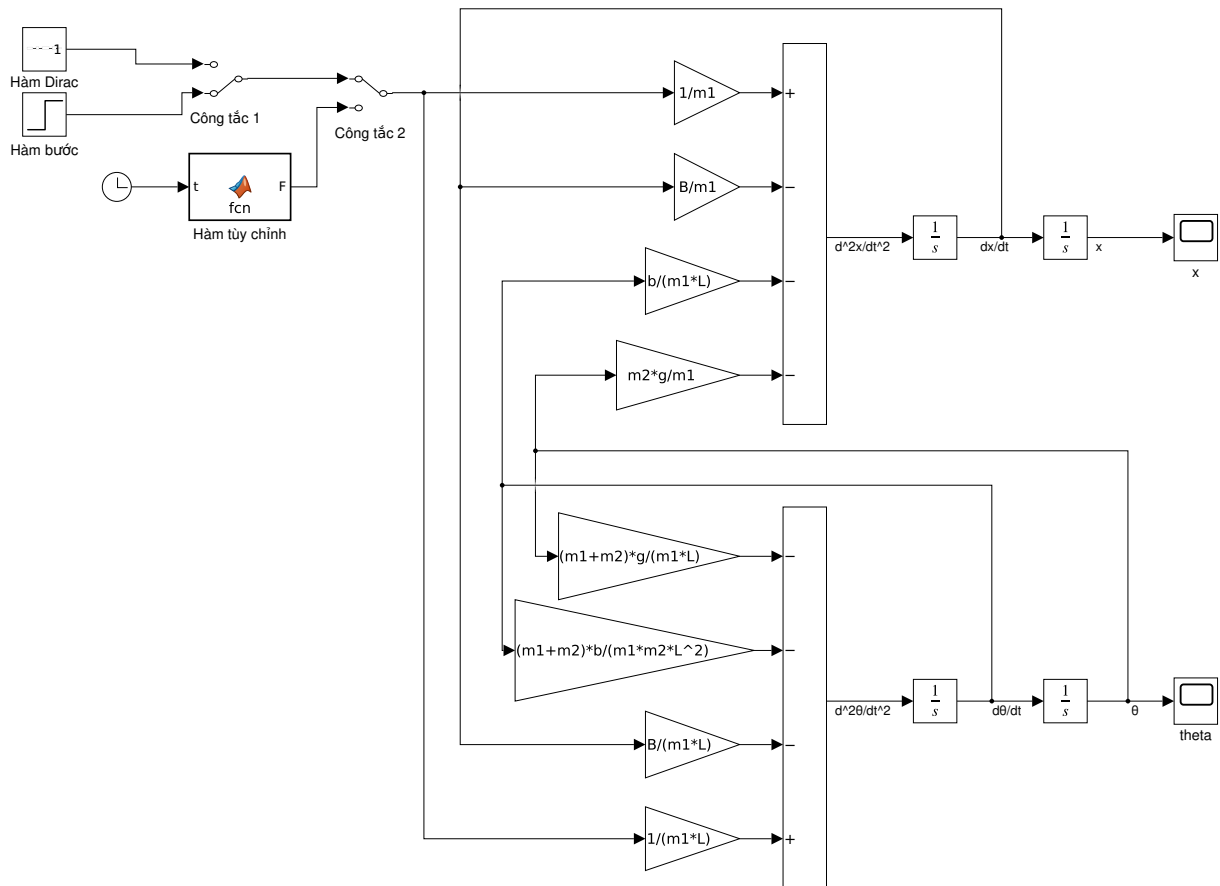 --- -1
Hàm Dirac
Hàm bước
Công tắc 1
Công tắc 2
t
F
fcn
Hàm tùy chỉnh
1/m1
+
B/m1
−
b/(m1*L)
−
m2*g/m1
−
d^2x/dt^2
1
s
dx/dt
1
s
x
x
(m1+m2)*g/(m1*L)
−
(m1+m2)*b/(m1*m2*L^2)
−
B/(m1*L)
−
1/(m1*L)
+
d^2θ/dt^2
1
s
dθ/dt
1
s
θ
theta